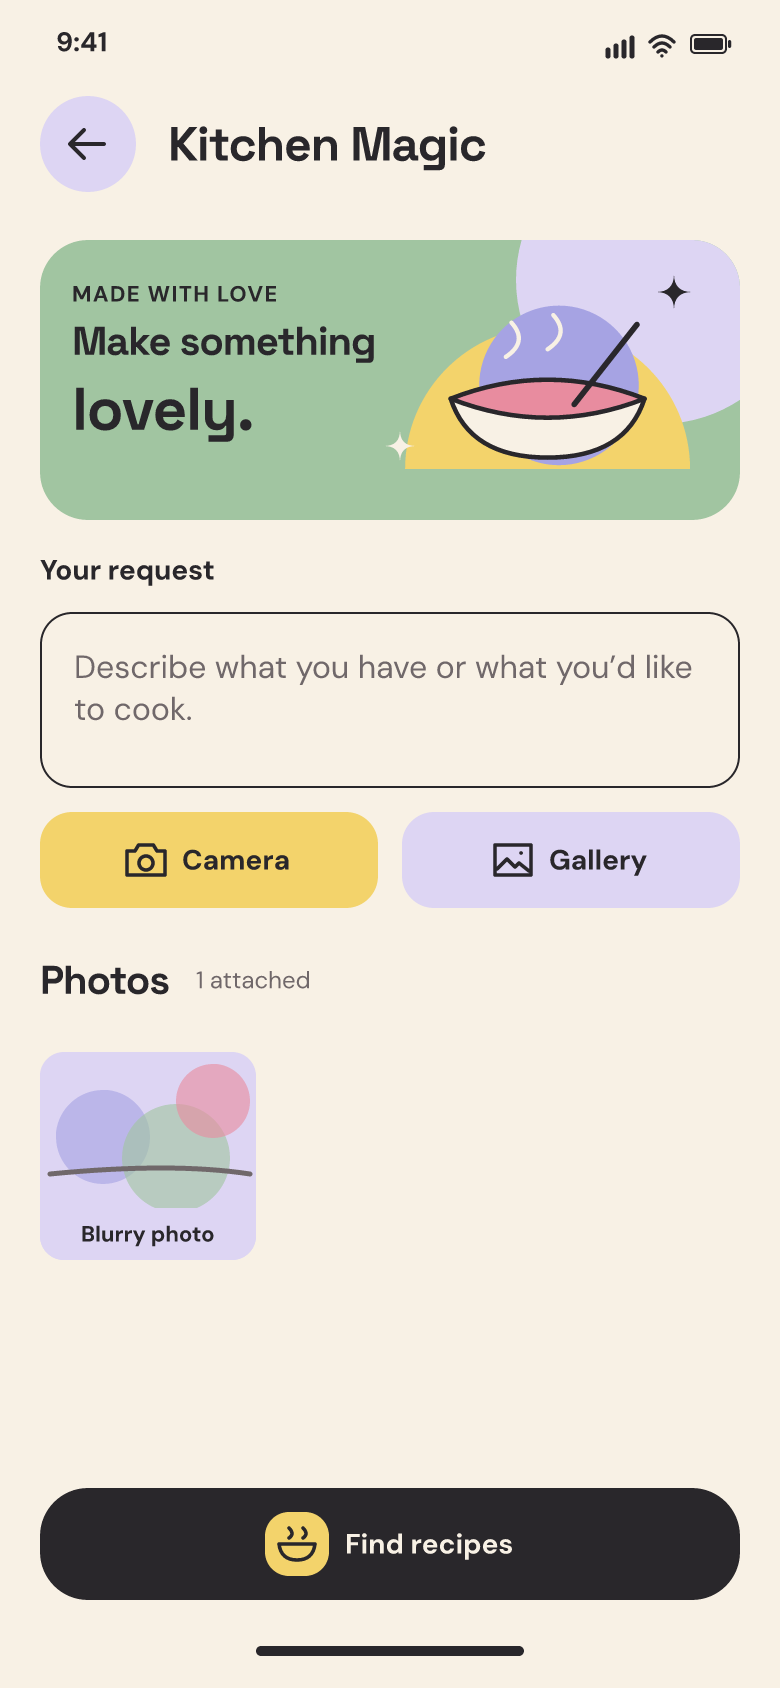 9:41
Kitchen Magic
MADE WITH LOVE
Make something
lovely.
Your request
Describe what you have or what you’d like
to cook.
Camera
Gallery
Photos
1 attached
Blurry photo
Find recipes